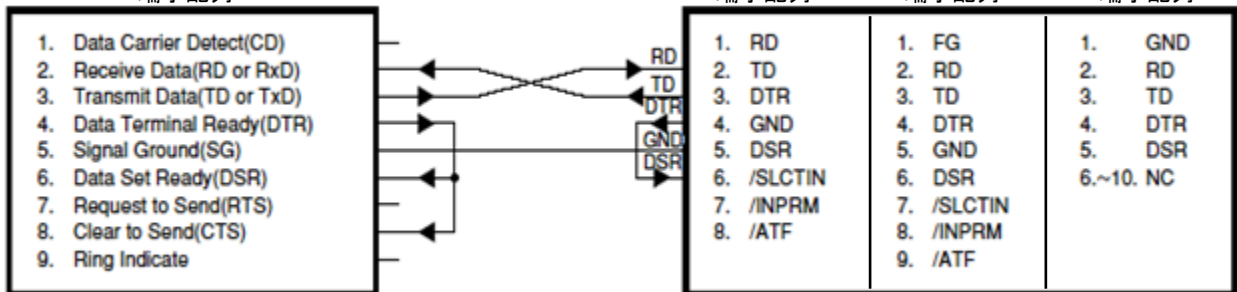 1. Data Carrier Detect(CD)
2. Receive Data(RD or RxD)
3. Transmit Data(TD or TxD)
4. Data Terminal Ready(DTR)
5. Signal Ground(SG)
6. Data Set Ready(DSR)
7. Request to Send(RTS)
8. Clear to Send(CTS)
9. Ring Indicate
RD
TD
DTR
GND
DSR
1. RD
2. TD
3. DTR
4. GND
5. DSR
6. /SLCTIN
7. /INPRM
8. /ATF
1. FG
2. RD
3. TD
4. DTR
5. GND
6. DSR
7. /SLCTIN
8. /INPRM
9. /ATF
1. GND
2. RD
3. TD
4. DTR
5. DSR
6.~10. NC